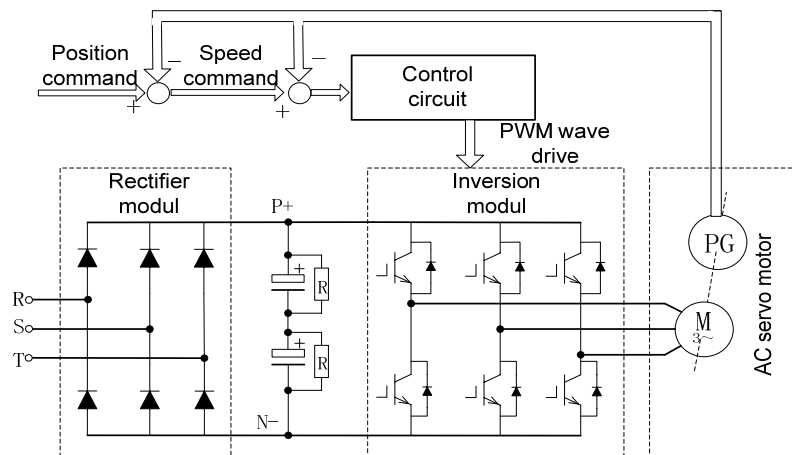 Position
command
Speed
command
−
−
+
+
Control
circuit
PWM wave
drive
Rectifier
modul
P+
Inversion
modul
PG
+
R
R
S
T
+
R
M
3~
AC servo motor
N−